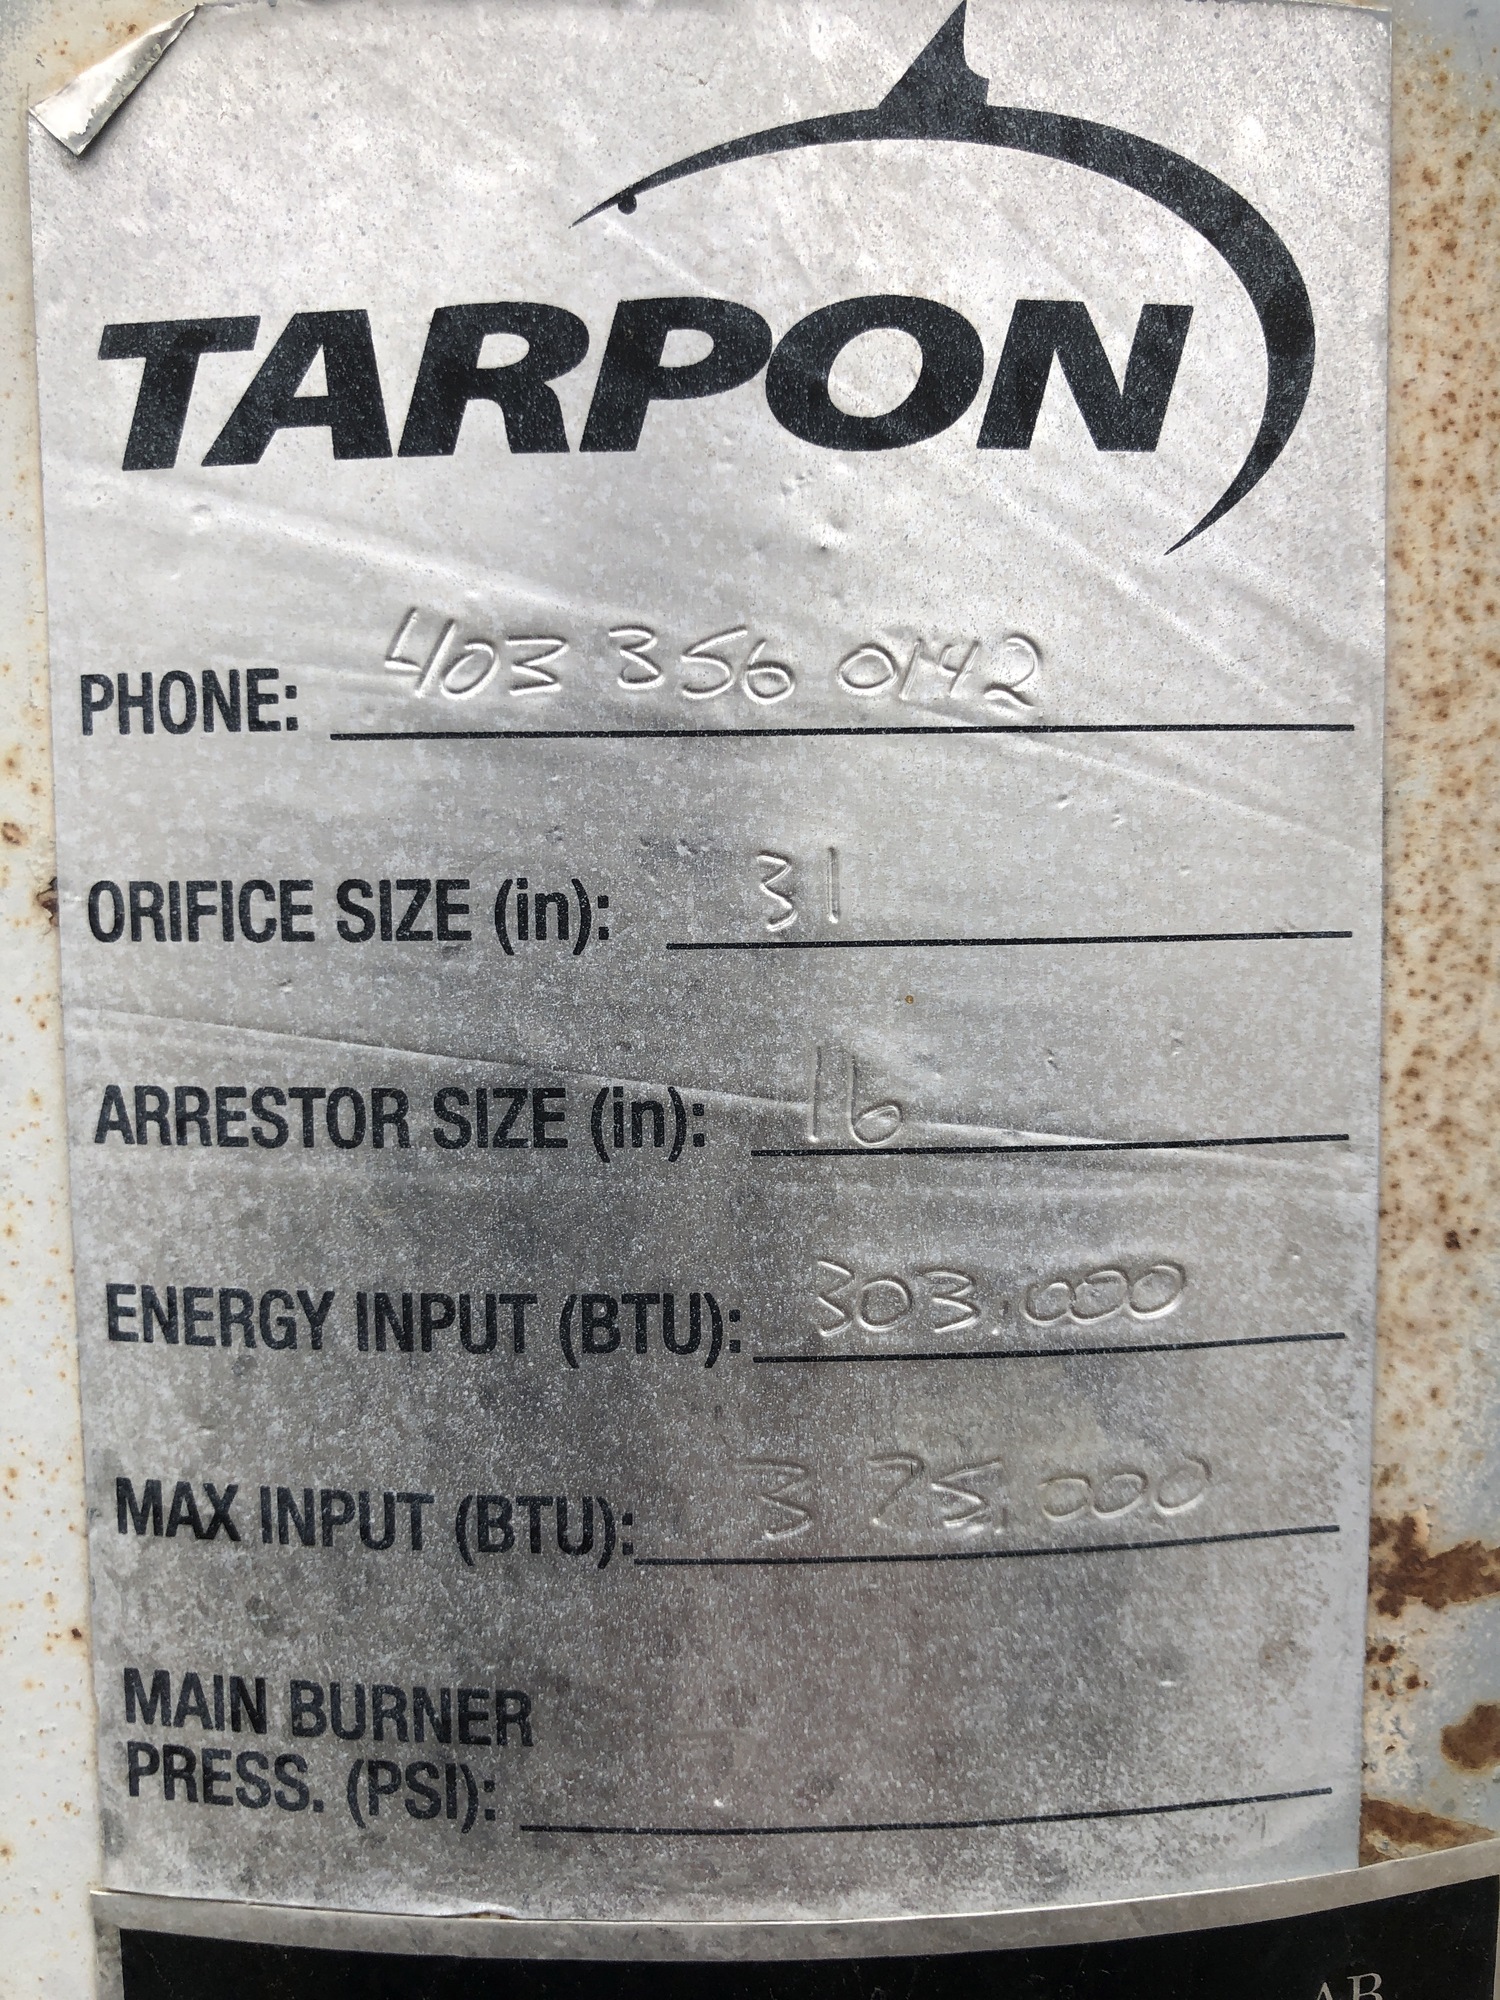 TARPON
PHONE: 403 356 0142
ORIFICE SIZE (in): 31
ARRESTOR SIZE (in): 16
ENERGY INPUT (BTU): 303,000
MAX INPUT (BTU): 375,000
MAIN BURNER
PRESS. (PSI):
AB